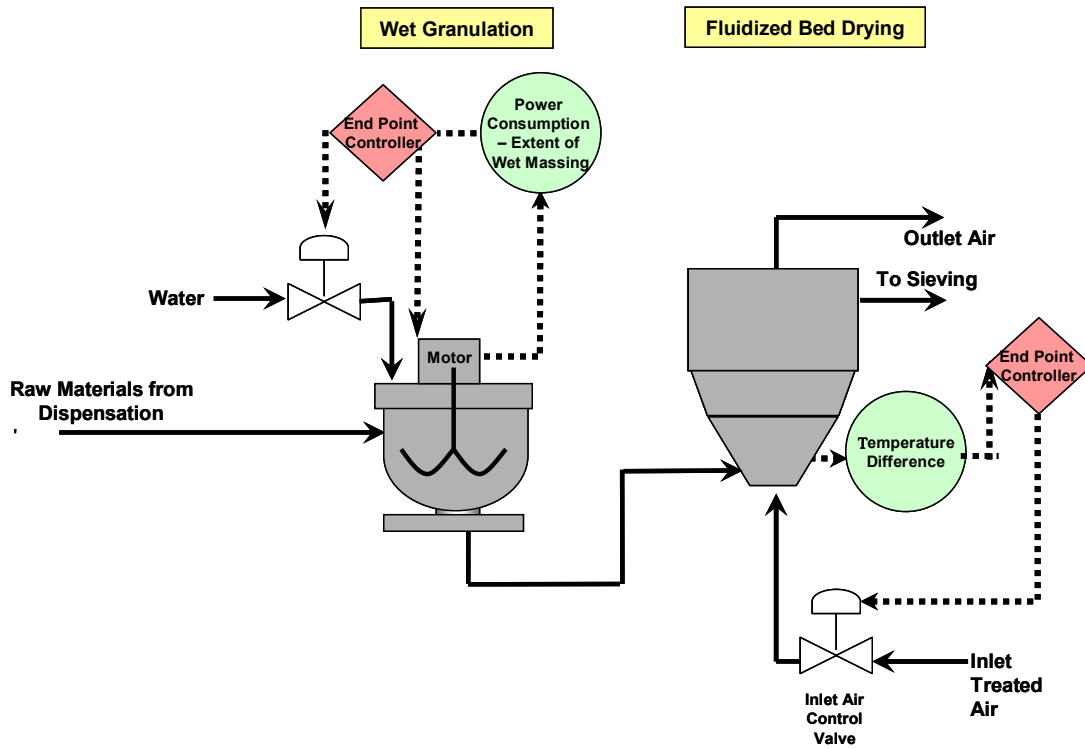 Wet Granulation
Fluidized Bed Drying
End Point
Controller
Power
Consumption
– Extent of
Wet Massing
Outlet Air
To Sieving
Water
Motor
End Point
Controller
Raw Materials from
Dispensation
Temperature
Difference
Inlet
Treated
Air
Inlet Air
Control
Valve